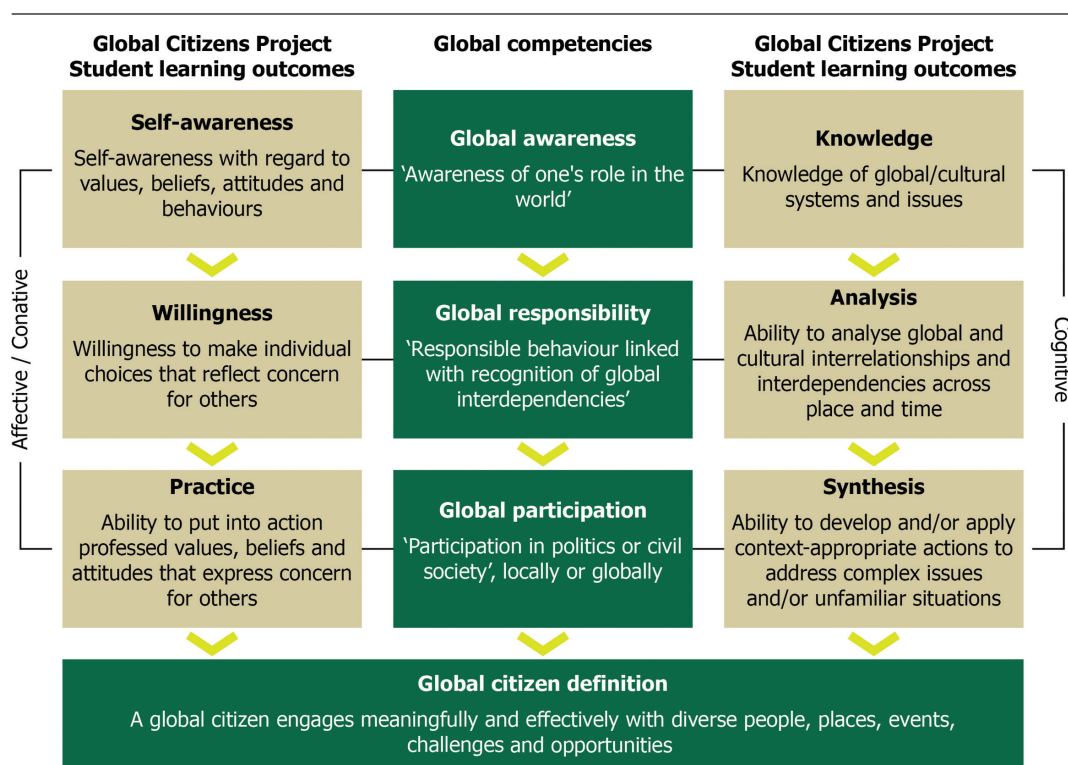 Global Citizens Project
Student learning outcomes
Global competencies
Global Citizens Project
Student learning outcomes
Affective / Conative
Self-awareness
Self-awareness with regard to
values, beliefs, attitudes and
behaviours
Global awareness
‘Awareness of one's role in the
world’
Knowledge
Knowledge of global/cultural
systems and issues
Willingness
Willingness to make individual
choices that reflect concern
for others
Global responsibility
‘Responsible behaviour linked
with recognition of global
interdependencies’
Analysis
Ability to analyse global and
cultural interrelationships and
interdependencies across
place and time
Cognitive
Practice
Ability to put into action
professed values, beliefs and
attitudes that express concern
for others
Global participation
‘Participation in politics or civil
society’, locally or globally
Synthesis
Ability to develop and/or apply
context-appropriate actions to
address complex issues
and/or unfamiliar situations
Global citizen definition
A global citizen engages meaningfully and effectively with diverse people, places, events,
challenges and opportunities